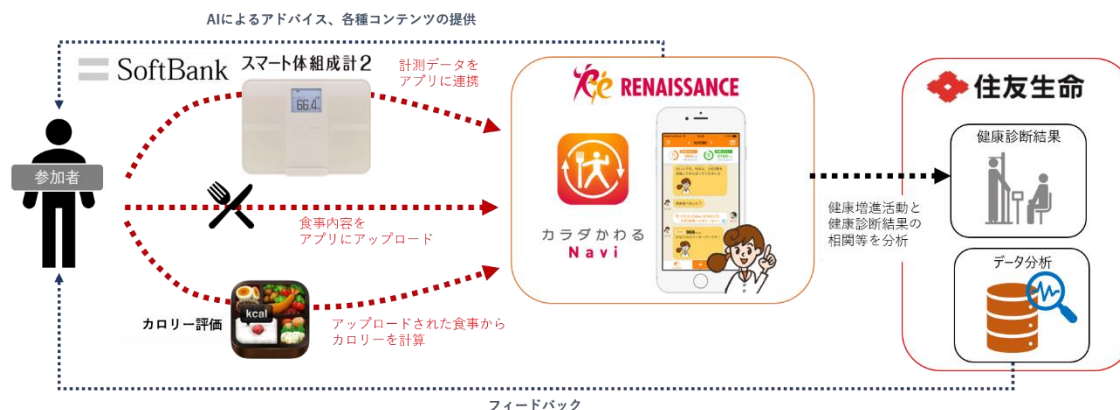 AIによるアドバイス、各種コンテンツの提供
SoftBank
スマート体組成計2
計測データを
アプリに連携
66.4
参加者
食事内容を
アプリにアップロード
カロリー評価
kcal
アップロードされた食事から
カロリーを計算
RENAISSANCE
カラダかわる
Navi
健康増進活動と
健康診断結果の
相関等を分析
住友生命
健康診断結果
データ分析
フィードバック